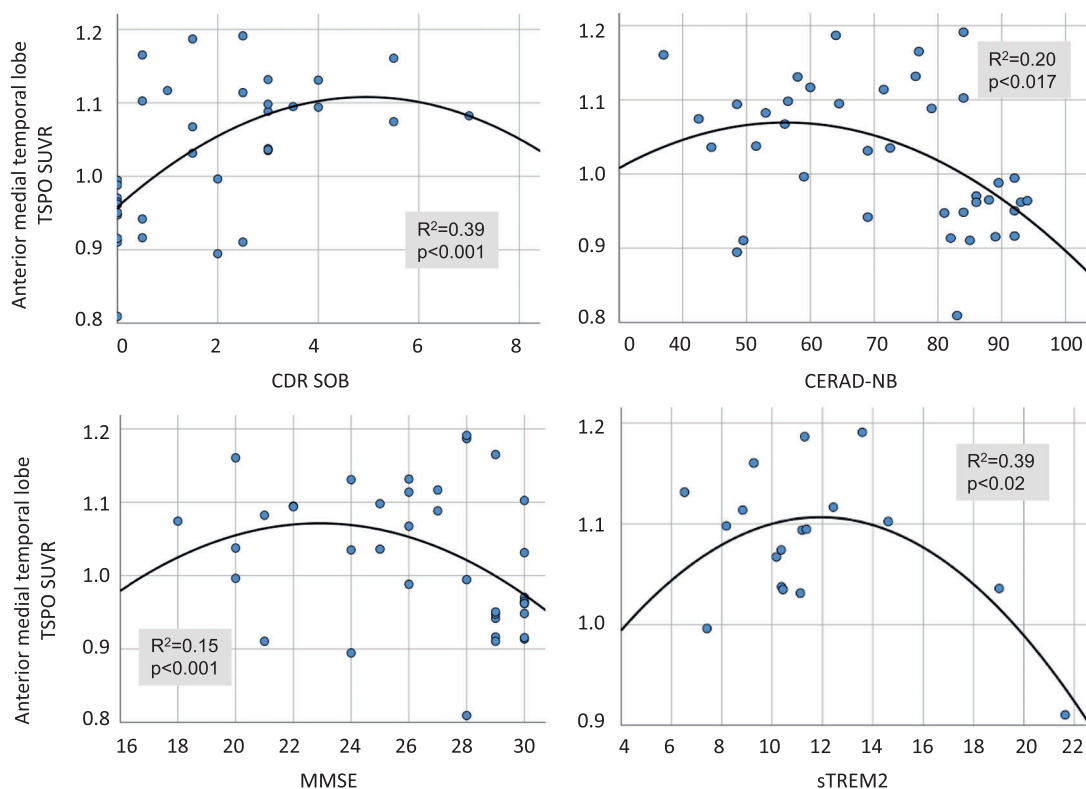 Anterior medial temporal lobe
TSPO SUVR
1.2
1.1
1.0
0.9
0.8
R²=0.39
p<0.001
0 2 4 6 8
CDR SOB
1.2
1.1
1.0
0.9
0.8
R²=0.20
p<0.017
0 40 50 60 70 80 90 100
CERAD-NB
Anterior medial temporal lobe
TSPO SUVR
1.2
1.1
1.0
0.9
0.8
R²=0.15
p<0.001
16 18 20 22 24 26 28 30
MMSE
1.2
1.1
1.0
0.9
R²=0.39
p<0.02
4 6 8 10 12 14 16 18 20 22
sTREM2